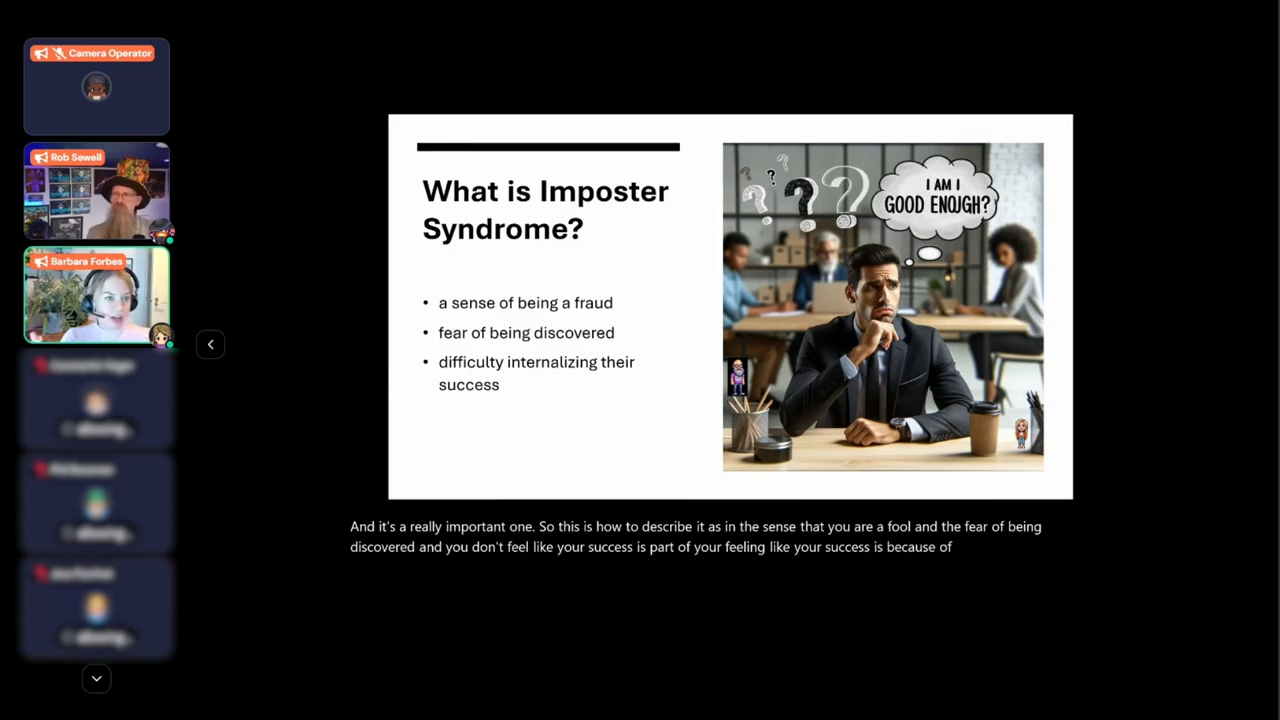 Camera Operator
Rob Sewell
Barbara Forbes
What is Imposter
Syndrome?
• a sense of being a fraud
• fear of being discovered
• difficulty internalizing their
success
I AM I
GOOD ENOUGH?
And it's a really important one. So this is how to describe it as in the sense that you are a fool and the fear of being
discovered and you don't feel like your success is part of your feeling like your success is because of